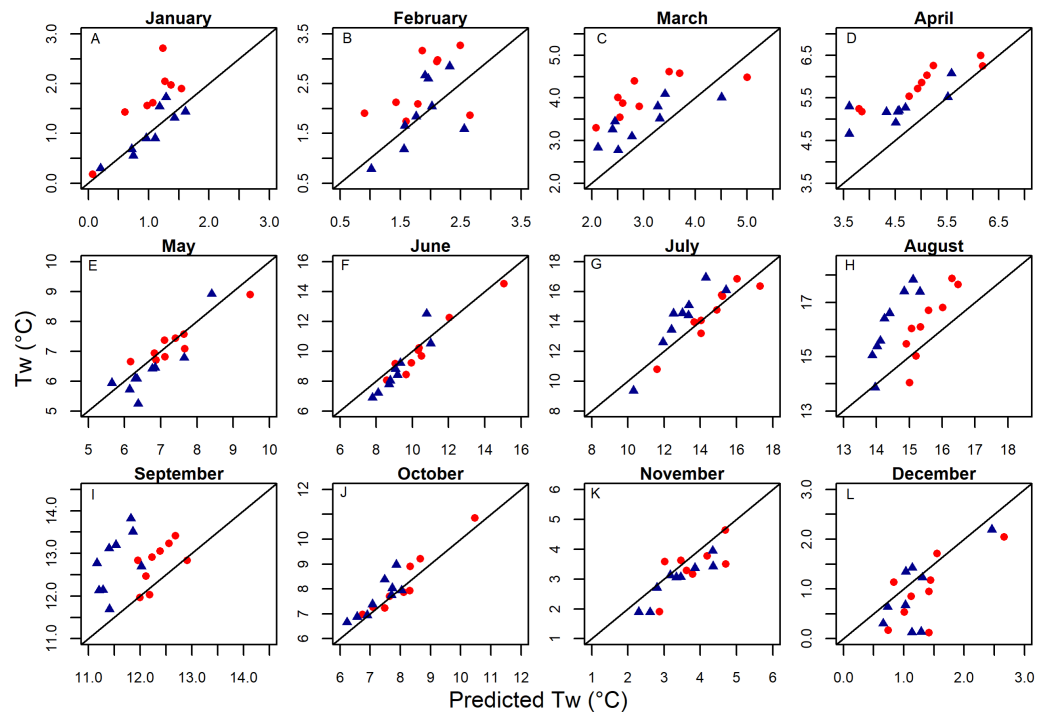 January
A
3.0
2.0
1.0
0.0
0.0 1.0 2.0 3.0
February
B
3.5
2.5
1.5
0.5
0.5 1.5 2.5 3.5
March
C
5.0
4.0
3.0
2.0
2.0 3.0 4.0 5.0
April
D
6.5
5.5
4.5
3.5
3.5 4.5 5.5 6.5
May
E
10
9
8
7
6
5
5 6 7 8 9 10
June
F
16
14
12
10
8
6
6 8 10 12 14 16
July
G
18
16
14
12
10
8
8 10 12 14 16 18
August
H
17
15
13
13 14 15 16 17 18
September
I
14.0
13.0
12.0
11.0
11.0 12.0 13.0 14.0
October
J
12
11
10
9
8
7
6
6 7 8 9 10 11 12
November
K
6
5
4
3
2
1
1 2 3 4 5 6
December
L
3.0
2.0
1.0
0.0
0.0 1.0 2.0 3.0
Tw (°C)
Predicted Tw (°C)